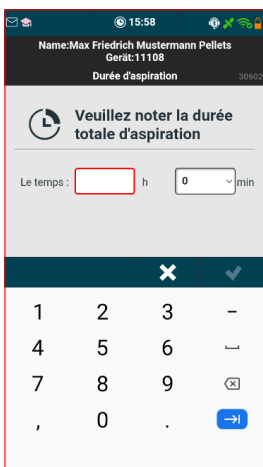 15:58
Name:Max Friedrich Mustermann Pellets
Gerät:11108
Durée d'aspiration 30602
Veuillez noter la durée
totale d'aspiration
Le temps : h 0 min
1 2 3 –
4 5 6
7 8 9
, 0 .